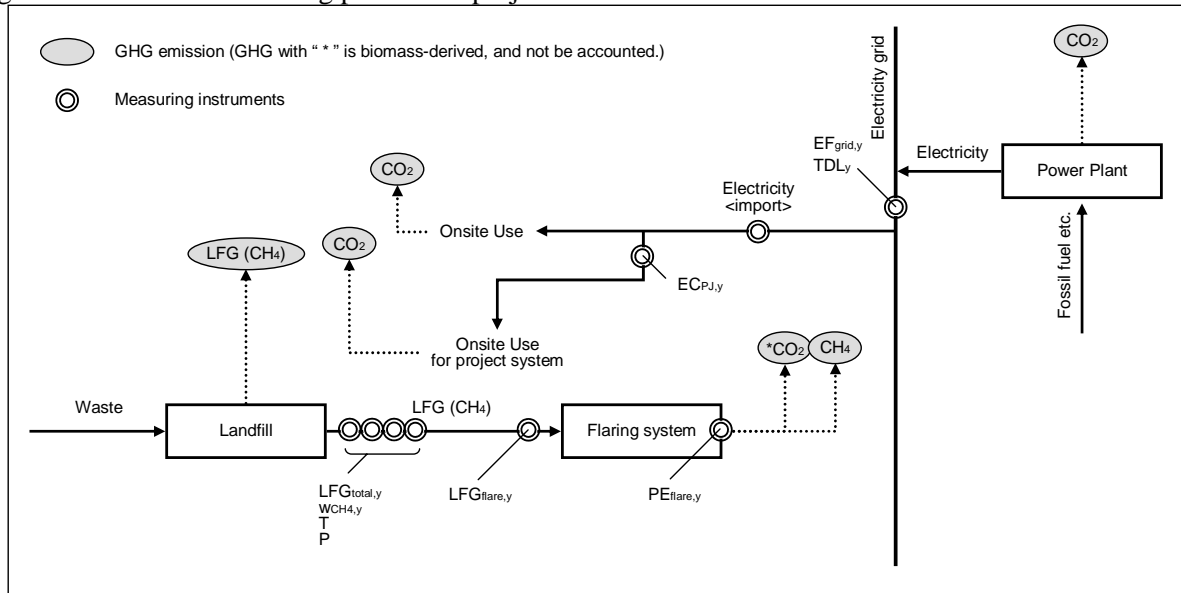 GHG emission (GHG with “ * ” is biomass-derived, and not be accounted.)
Measuring instruments
CO2
Electricity grid
EFgrid,y
TDLy
Electricity
Power Plant
Fossil fuel etc.
Electricity
<import>
CO2
Onsite Use
LFG (CH4)
CO2
ECPJ,y
Onsite Use
for project system
*CO2
CH4
Waste
Landfill
LFG (CH4)
Flaring system
LFGtotal,y
wCH4,y
T
P
LFGflare,y
PEflare,y